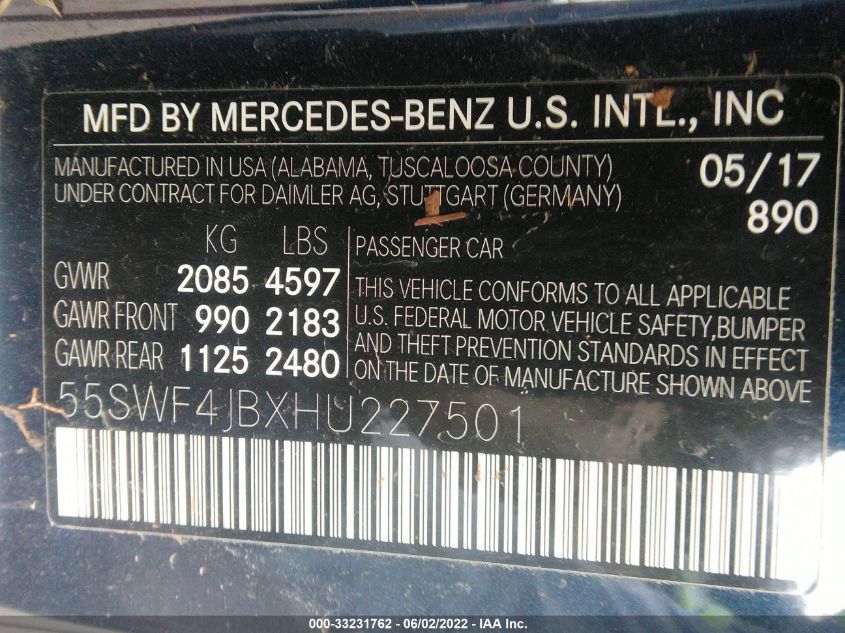 MFD BY MERCEDES-BENZ U.S. INTL., INC
MANUFACTURED IN USA (ALABAMA, TUSCALOOSA COUNTY)
UNDER CONTRACT FOR DAIMLER AG, STUTTGART (GERMANY)
05/17
890
KG LBS
GVWR 2085 4597
GAWR FRONT 990 2183
GAWR REAR 1125 2480
PASSENGER CAR
THIS VEHICLE CONFORMS TO ALL APPLICABLE
U.S. FEDERAL MOTOR VEHICLE SAFETY,BUMPER
AND THEFT PREVENTION STANDARDS IN EFFECT
ON THE DATE OF MANUFACTURE SHOWN ABOVE
55SWF4JBXHU227501
000-33231762 - 06/02/2022 - IAA Inc.